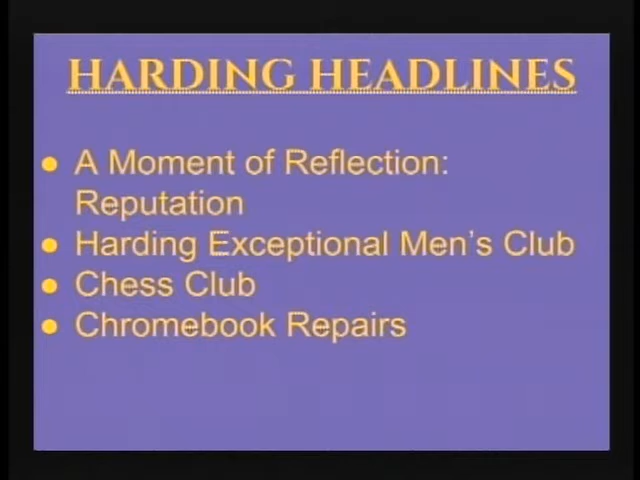 HARDING HEADLINES
● A Moment of Reflection:
Reputation
● Harding Exceptional Men's Club
● Chess Club
● Chromebook Repairs